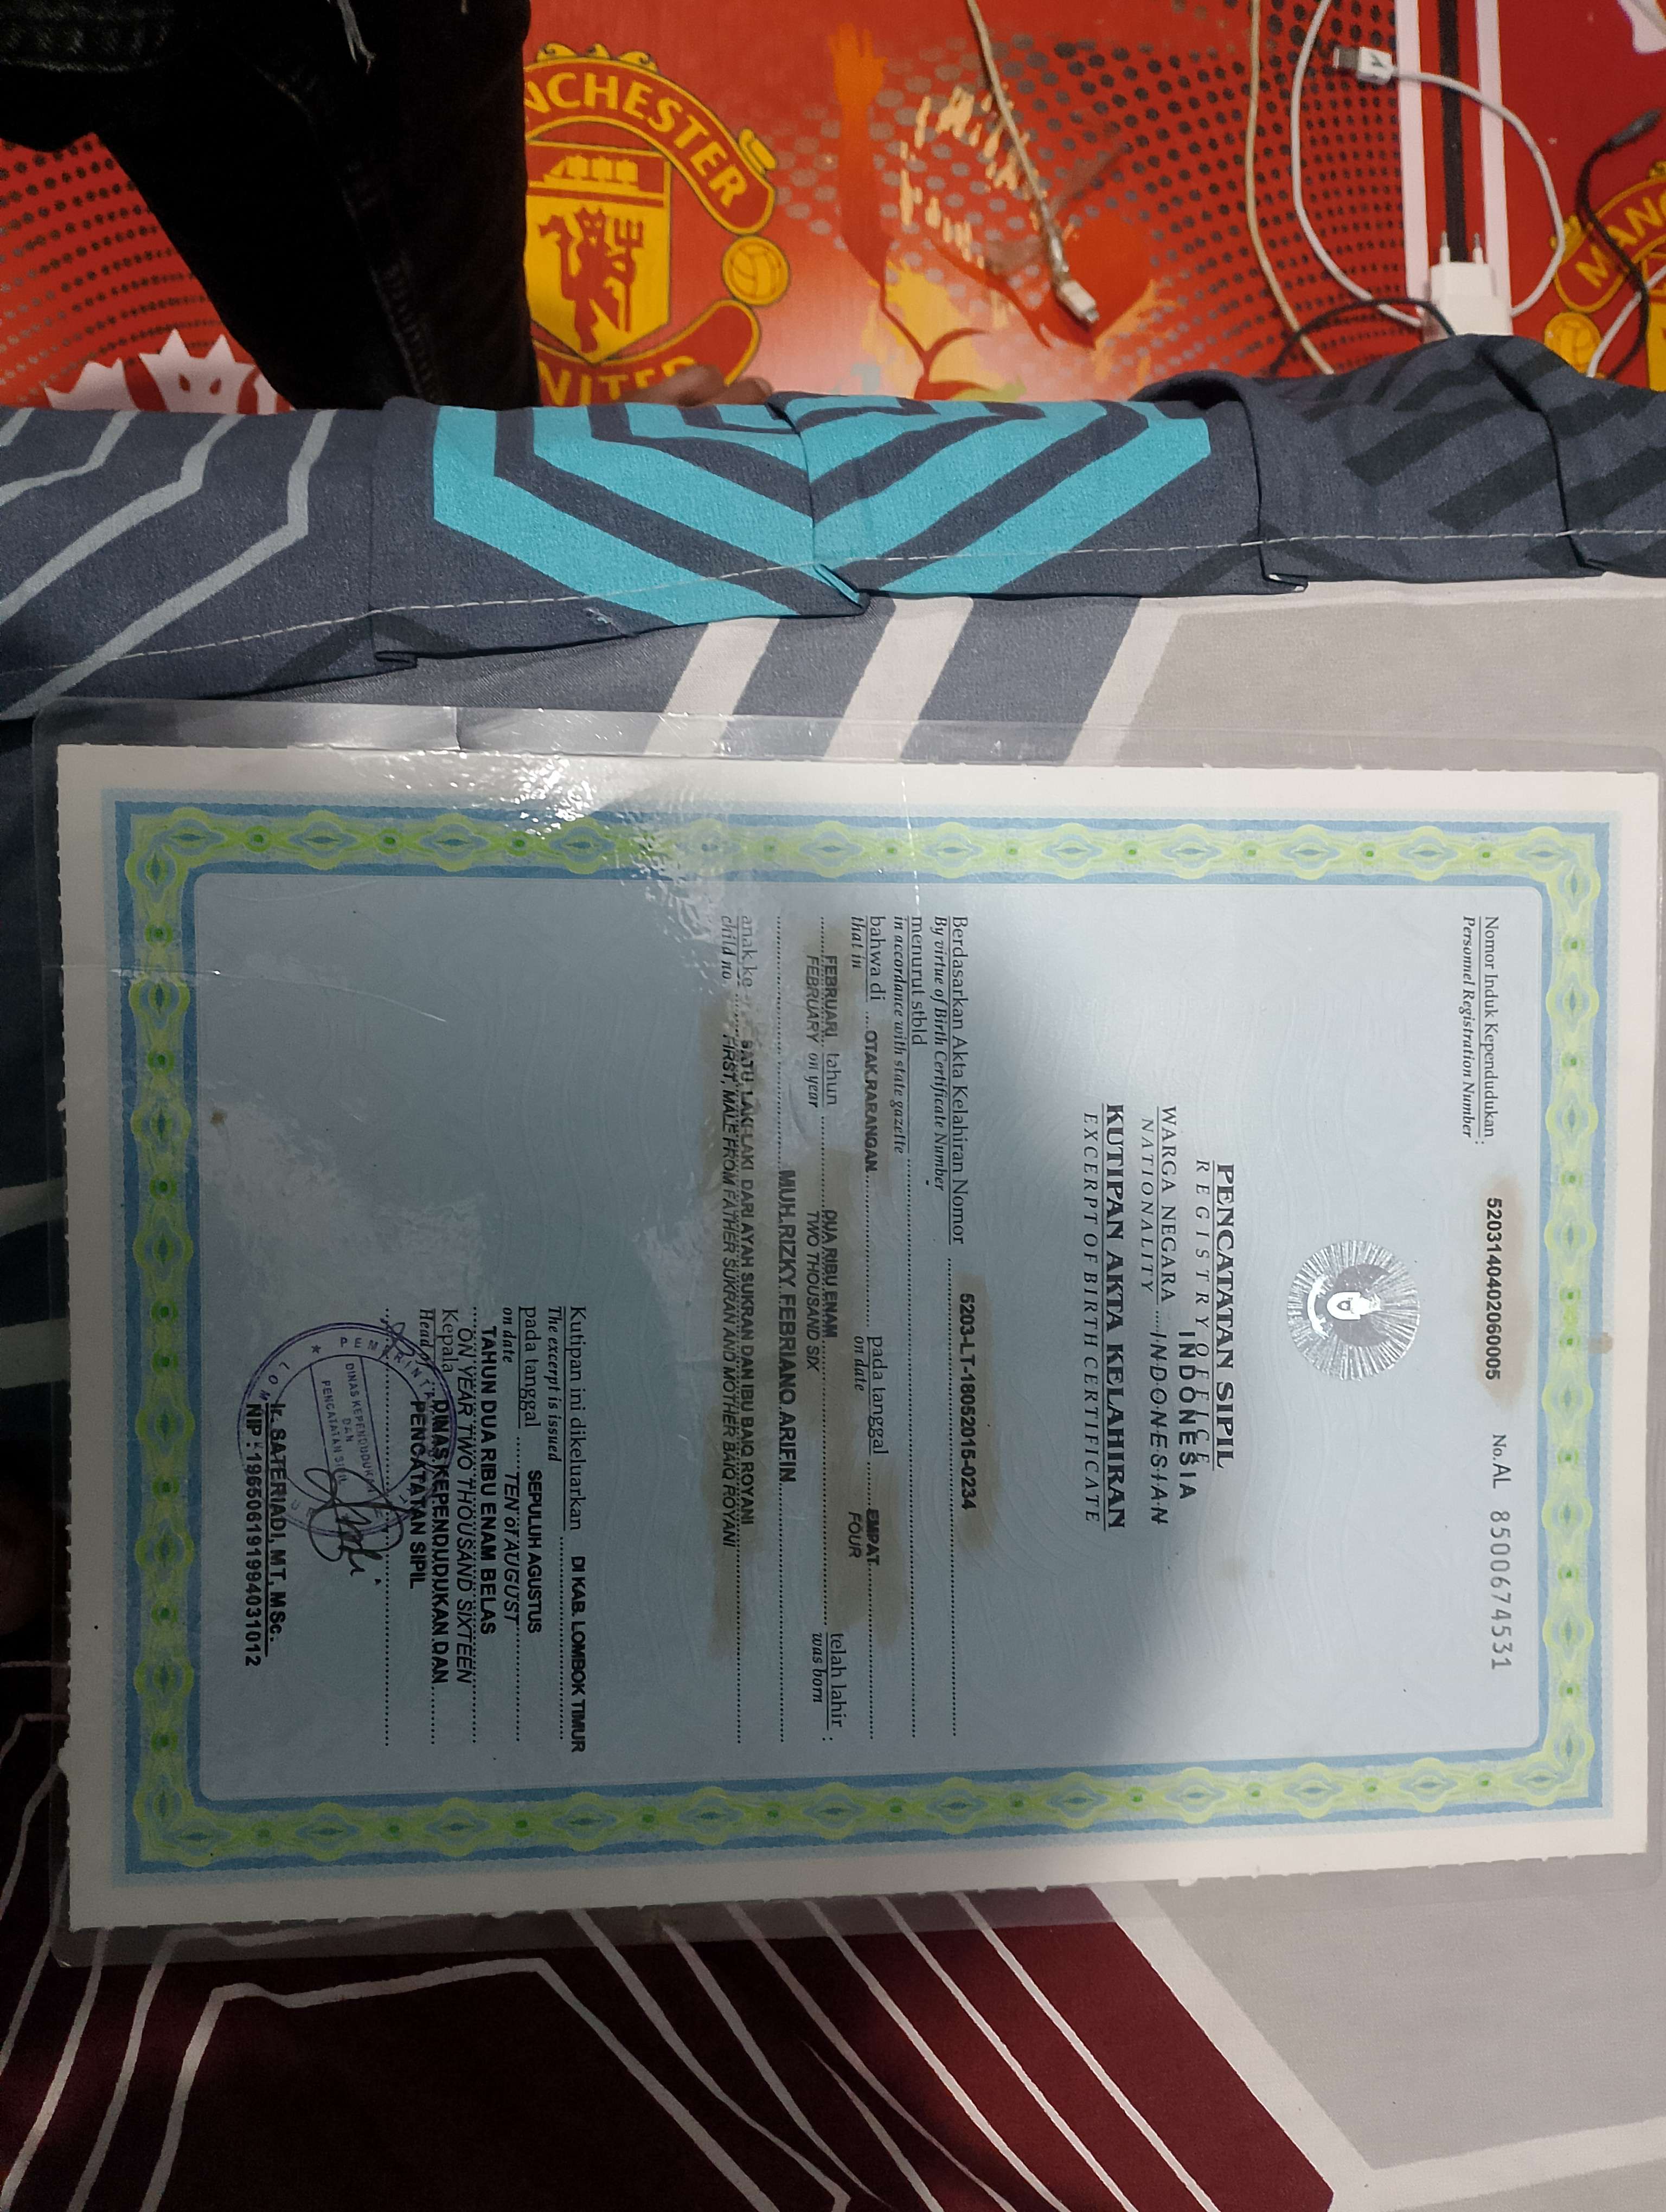 Nomor Induk Kependudukan : 5203140402060005 No.AL 8500674531
Personnel Registration Number
PENCATATAN SIPIL
REGISTRY OFFICE
WARGA NEGARA INDONESIA
NATIONALITY INDONESIAN
KUTIPAN AKTA KELAHIRAN
EXCERPT OF BIRTH CERTIFICATE
Berdasarkan Akta Kelahiran Nomor 5203-LT-18052015-0234
By virtue of Birth Certificate Number
menurut stbld -
in accordance with state gazette
bahwa di OTAK RARANGAN pada tanggal EMPAT
that in on date FOUR
FEBRUARI tahun DUA RIBU ENAM telah lahir :
FEBRUARY on year TWO THOUSAND SIX was born
MUH.RIZKY FEBRIANO ARIFIN
anak ke SATU, LAKI-LAKI DARI AYAH SUKRAN DAN IBU BAIQ ROYANI
child no. FIRST, MALE FROM FATHER SUKRAN AND MOTHER BAIQ ROYANI
Kutipan ini dikeluarkan DI KAB. LOMBOK TIMUR
The excerpt is issued
pada tanggal SEPULUH AGUSTUS
on date TEN of AUGUST
TAHUN DUA RIBU ENAM BELAS
ON YEAR TWO THOUSAND SIXTEEN
Kepala DINAS KEPENDUDUKAN DAN
Head PENCATATAN SIPIL
DINAS KEPENDUDUKAN
DAN
PENCATATAN SIPIL
Ir. SATERIADI, MT, M Sc.
NIP : 196506191994031012
MANCHESTER
UNITED